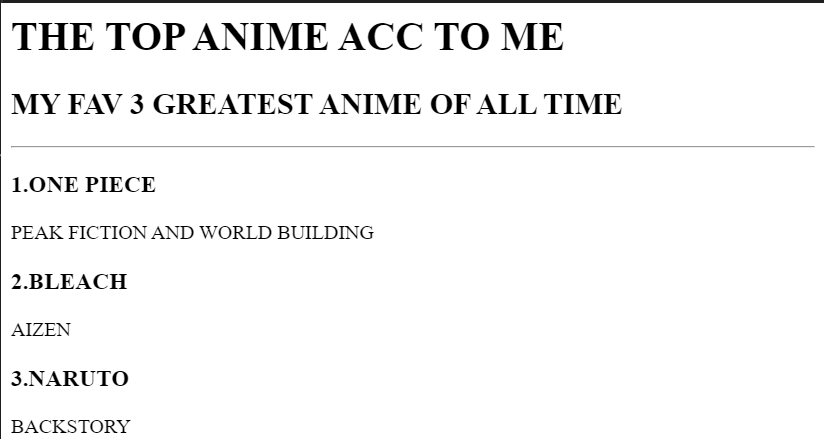 THE TOP ANIME ACC TO ME
MY FAV 3 GREATEST ANIME OF ALL TIME
1.ONE PIECE
PEAK FICTION AND WORLD BUILDING
2.BLEACH
AIZEN
3.NARUTO
BACKSTORY